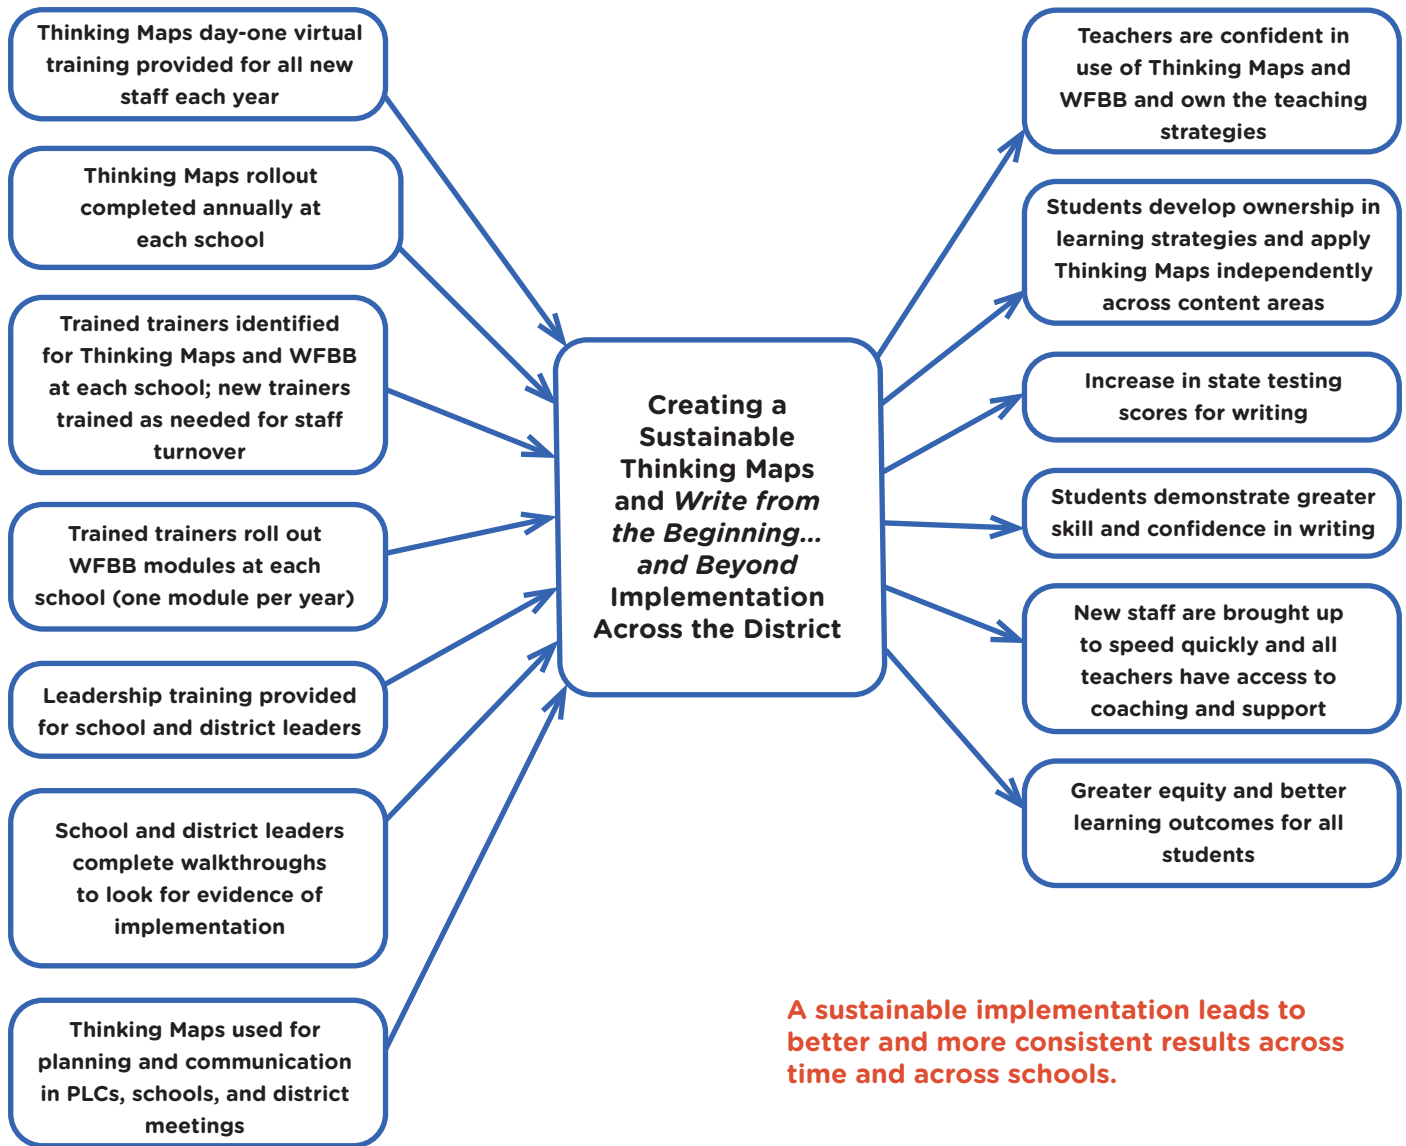 Thinking Maps day-one virtual
training provided for all new
staff each year
Thinking Maps rollout
completed annually at
each school
Trained trainers identified
for Thinking Maps and WFBB
at each school; new trainers
trained as needed for staff
turnover
Trained trainers roll out
WFBB modules at each
school (one module per year)
Leadership training provided
for school and district leaders
School and district leaders
complete walkthroughs
to look for evidence of
implementation
Thinking Maps used for
planning and communication
in PLCs, schools, and district
meetings
Creating a
Sustainable
Thinking Maps
and Write from
the Beginning...
and Beyond
Implementation
Across the District
Teachers are confident in
use of Thinking Maps and
WFBB and own the teaching
strategies
Students develop ownership in
learning strategies and apply
Thinking Maps independently
across content areas
Increase in state testing
scores for writing
Students demonstrate greater
skill and confidence in writing
New staff are brought up
to speed quickly and all
teachers have access to
coaching and support
Greater equity and better
learning outcomes for all
students
A sustainable implementation leads to
better and more consistent results across
time and across schools.